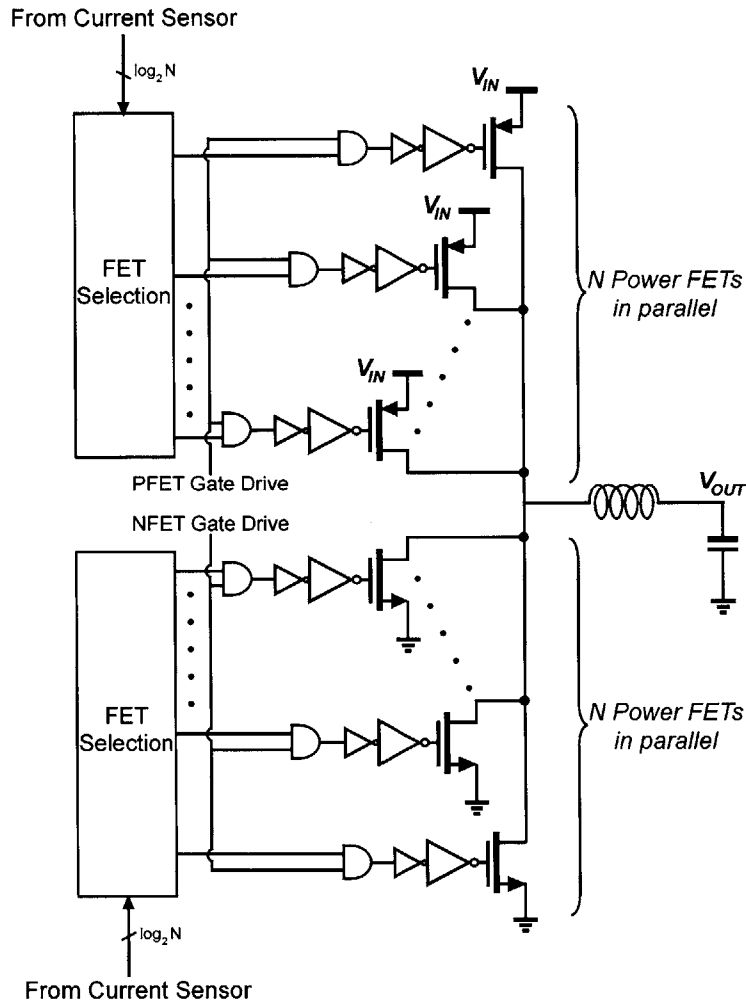 From Current Sensor
log₂N
V_IN
FET
Selection
V_IN
N Power FETs
in parallel
V_IN
PFET Gate Drive
V_OUT
NFET Gate Drive
FET
Selection
N Power FETs
in parallel
log₂N
From Current Sensor